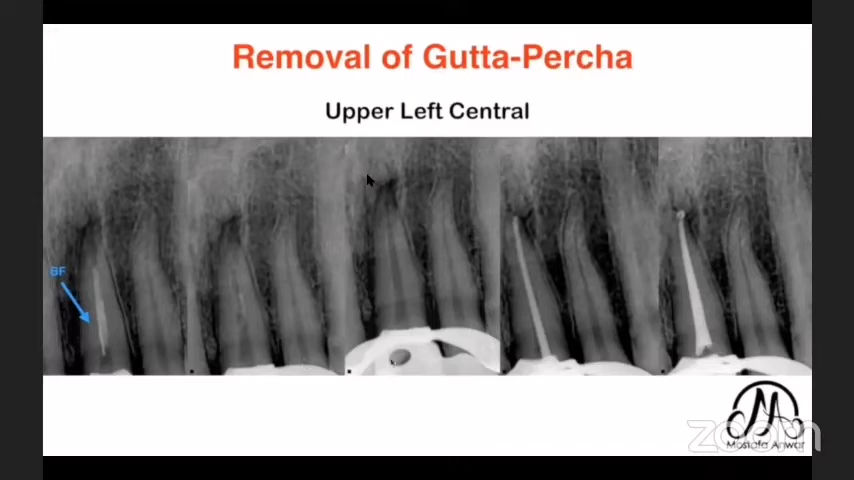 Removal of Gutta-Percha
Upper Left Central
BF
zoom
Mostafa Anwar